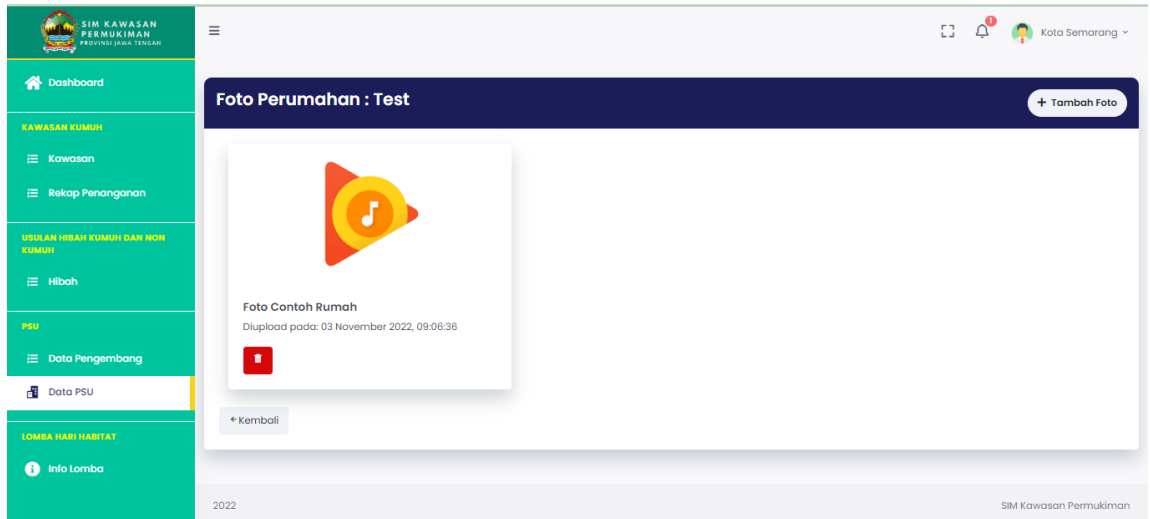 SIM KAWASAN
PERMUKIMAN
PROVINSI JAWA TENGAH
1
Kota Semarang
Dashboard
KAWASAN KUMUH
Kawasan
Rekap Penanganan
USULAN HIBAH KUMUH DAN NON
KUMUH
Hibah
PSU
Data Pengembang
Data PSU
LOMBA HARI HABITAT
Info Lomba
Foto Perumahan : Test
+ Tambah Foto
Foto Contoh Rumah
Diupload pada: 03 November 2022, 09:06:36
Kembali
2022
SIM Kawasan Permukiman